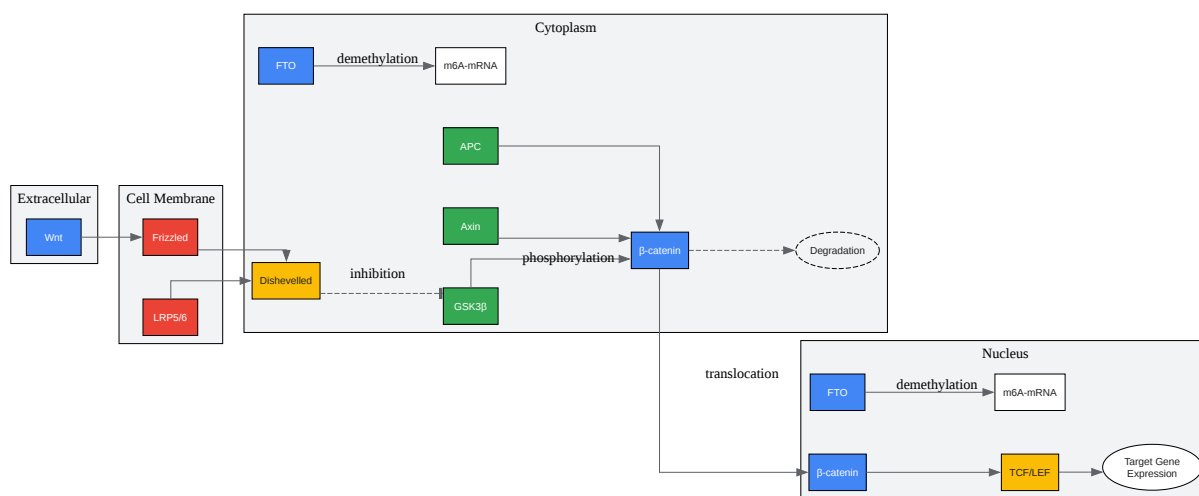 Cytoplasm
FTO
demethylation
m6A-mRNA
APC
Extracellular
Cell Membrane
Wnt
Frizzled
Axin
β-catenin
Degradation
phosphorylation
Dishevelled
inhibition
GSK3β
LRP5/6
Nucleus
translocation
FTO
demethylation
m6A-mRNA
β-catenin
TCF/LEF
Target Gene
Expression